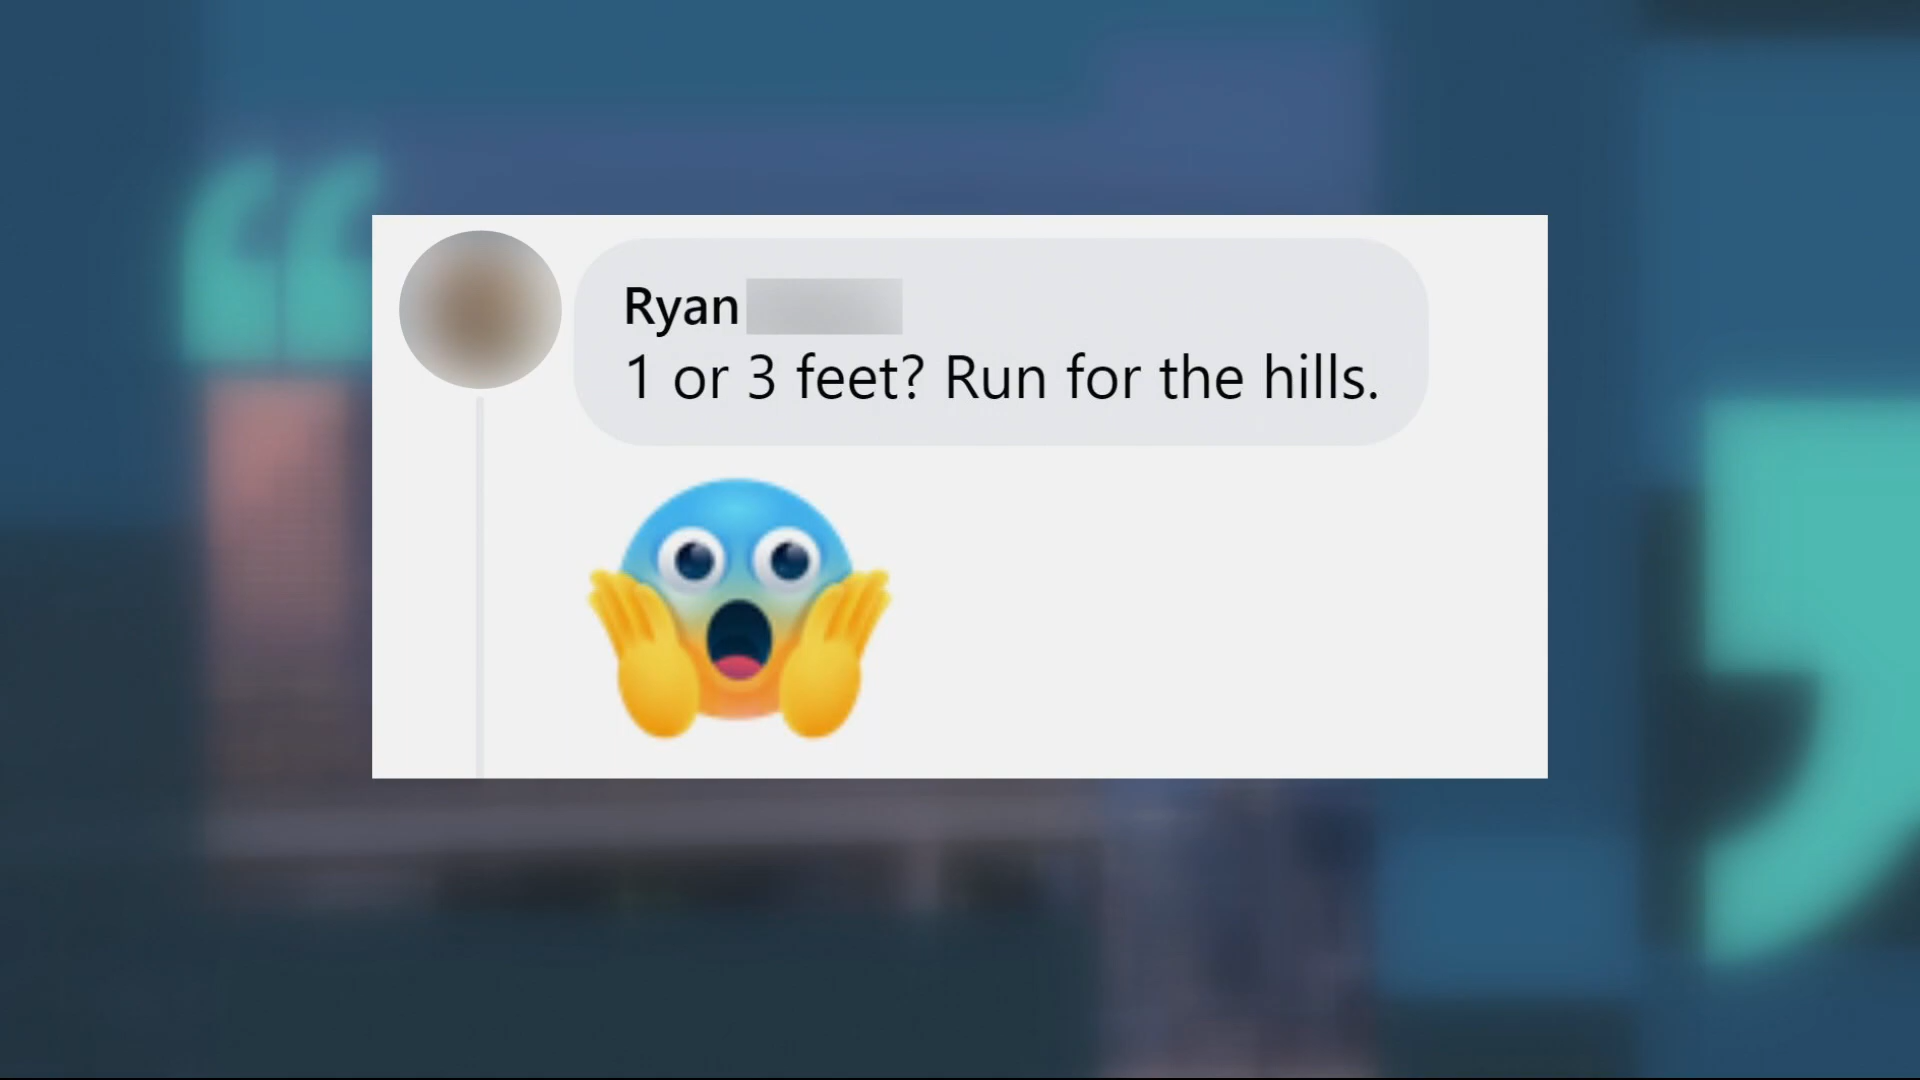 Ryan
1 or 3 feet? Run for the hills.